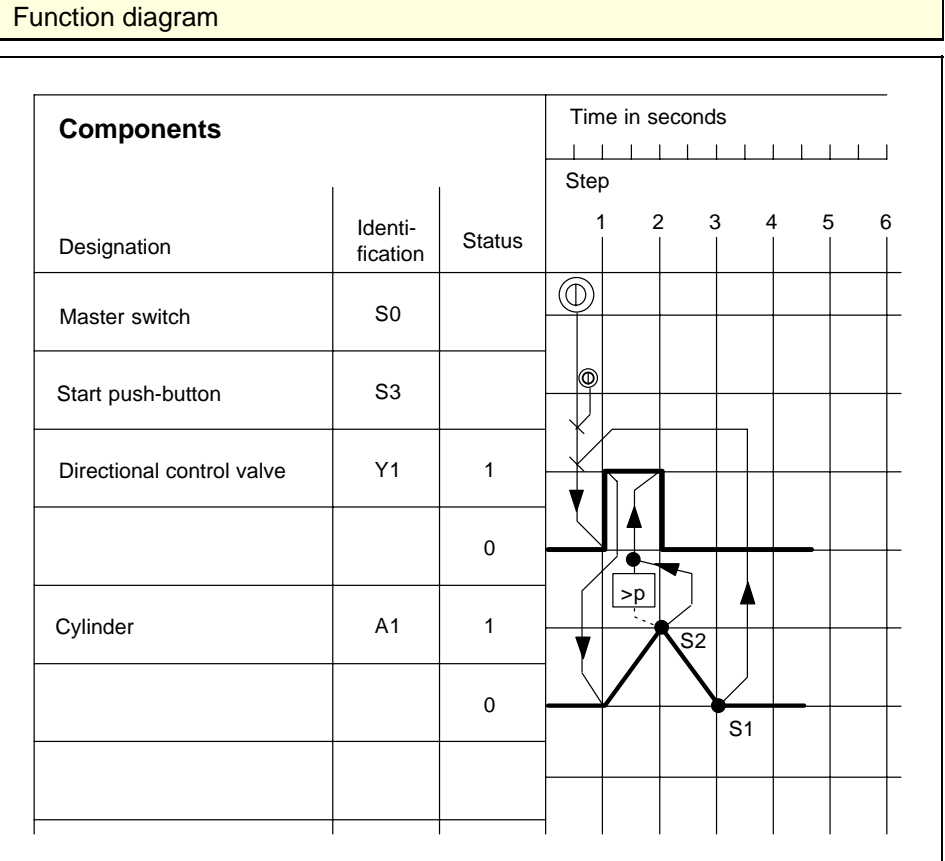 Function diagram
Components
Time in seconds
Step
1 2 3 4 5 6
Designation
Identi-
fication
Status
Master switch S0
Start push-button S3
Directional control valve Y1 1
0
>p
Cylinder A1 1
S2
0
S1